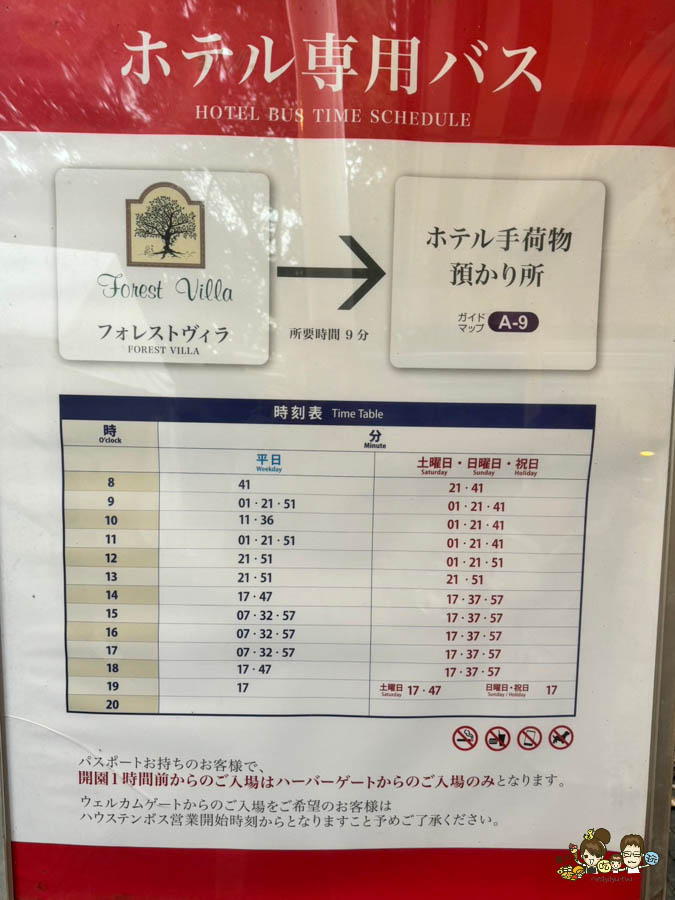 ホテル専用バス
HOTEL BUS TIME SCHEDULE
Forest Villa
フォレストヴィラ
FOREST VILLA
所要時間 9 分
ホテル手荷物
預かり所
ガイド
マップ A-9
時刻表 Time Table
時 分
O'clock Minute
平日 土曜日・日曜日・祝日
Weekday Saturday Sunday Holiday
8 41 21・41
9 01・21・51 01・21・41
10 11・36 01・21・41
11 01・21・51 01・21・41
12 21・51 01・21・51
13 21・51 21・51
14 17・47 17・37・57
15 07・32・57 17・37・57
16 07・32・57 17・37・57
17 07・32・57 17・37・57
18 17・47 17・37・57
19 17 土曜日 Saturday 17・47 日曜日・祝日 Sunday / Holiday 17
20
パスポートお持ちのお客様で、
開園1時間前からのご入場はハーバーゲートからのご入場のみとなります。
ウェルカムゲートからのご入場をご希望のお客様は
ハウステンボス営業開始時刻からとなりますこと予めご了承ください。